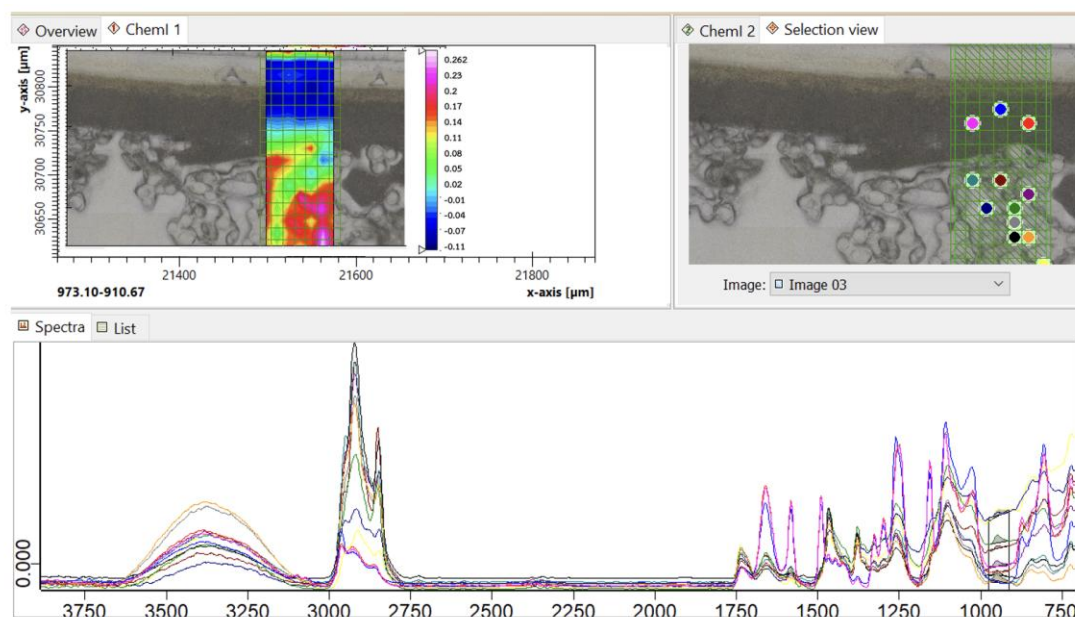 Overview ChemI 1
y-axis [µm]
30800
30750
30700
30650
0.262
0.23
0.2
0.17
0.11
0.08
0.05
0.02
-0.01
-0.04
-0.07
-0.11
21400 21600 21800
973.10-910.67 x-axis [µm]
ChemI 2 Selection view
Image: Image 03
Spectra List
0.000
3750 3500 3250 3000 2750 2500 2250 2000 1750 1500 1250 1000 750